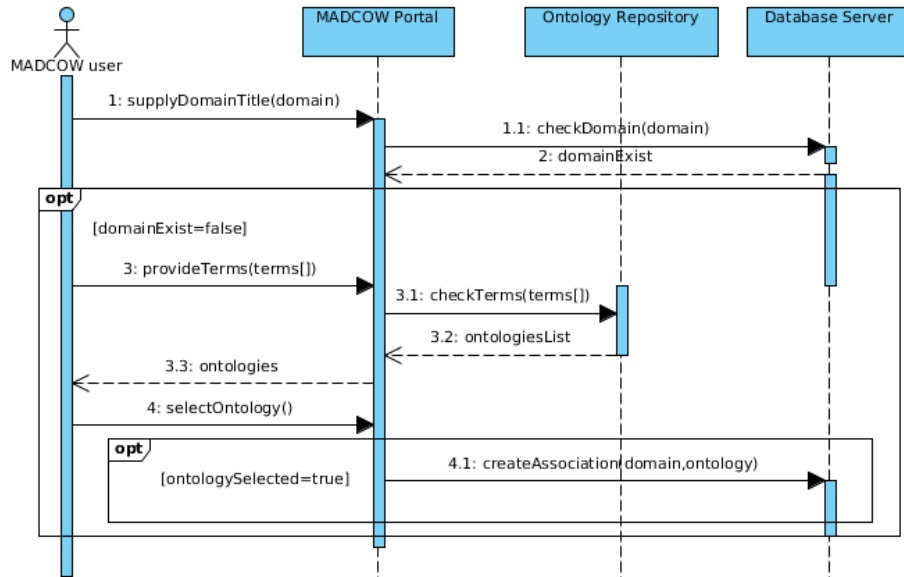 MADCOW Portal
Ontology Repository
Database Server
MADCOW user
1: supplyDomainTitle(domain)
1.1: checkDomain(domain)
2: domainExist
opt
[domainExist=false]
3: provideTerms(terms[])
3.1: checkTerms(terms[])
3.2: ontologiesList
3.3: ontologies
4: selectOntology()
opt
4.1: createAssociation(domain,ontology)
[ontologySelected=true]